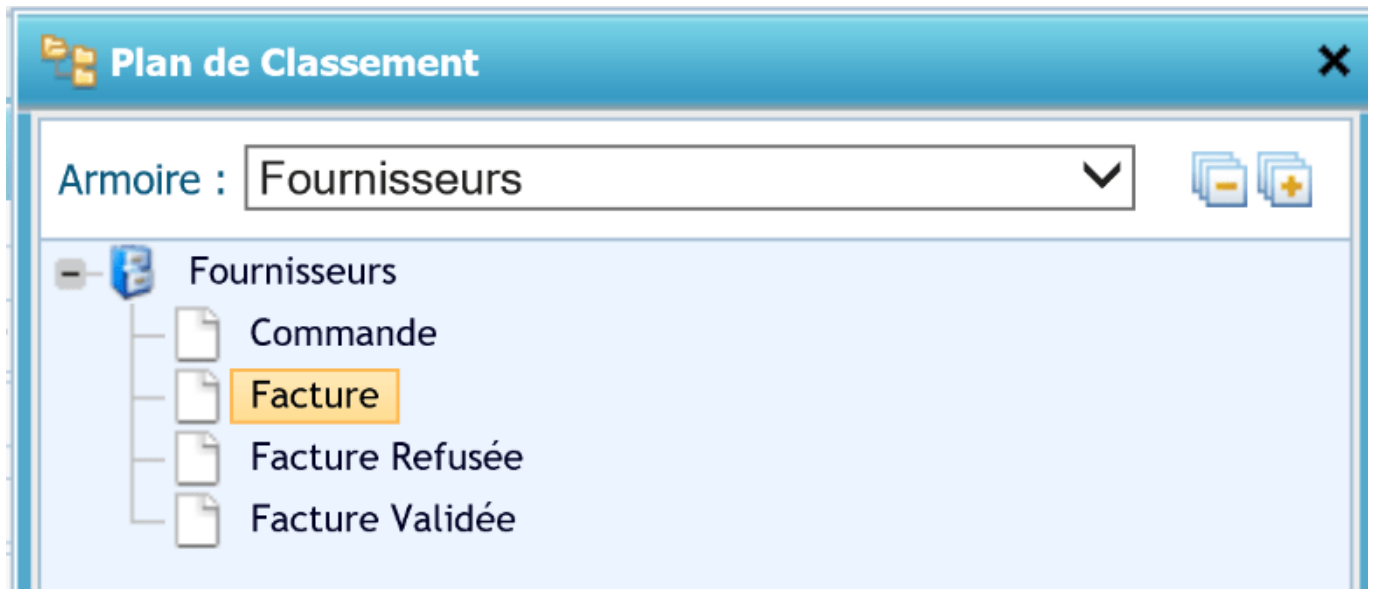 Plan de Classement
Armoire : Fournisseurs
Fournisseurs
Commande
Facture
Facture Refusée
Facture Validée